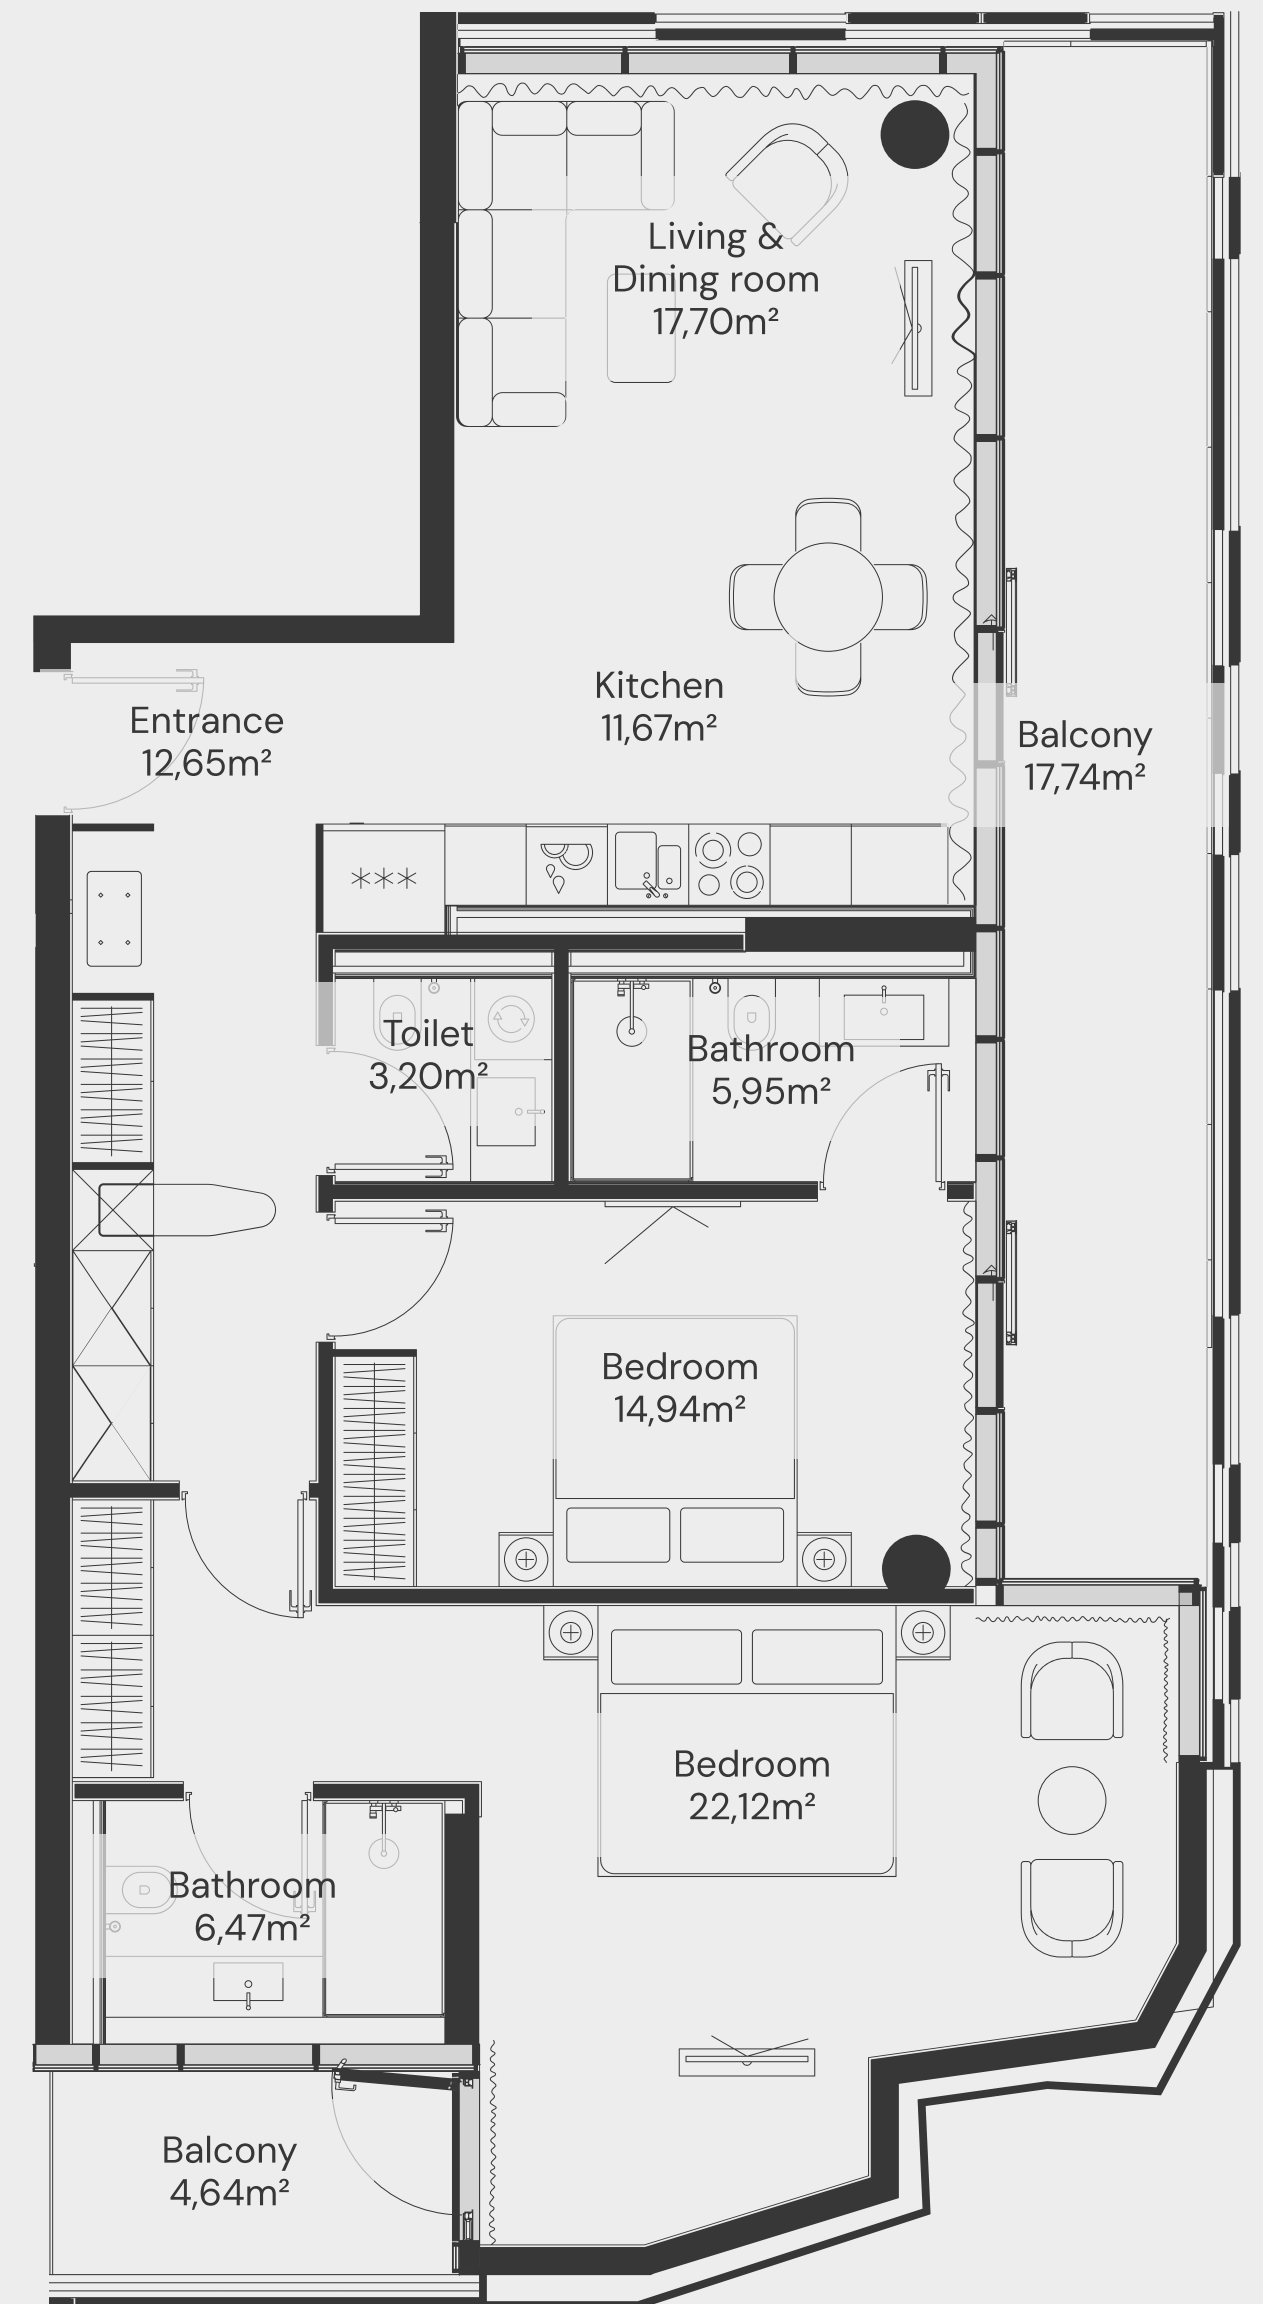 Living &
Dining room
17,70m²
Kitchen
11,67m²
Entrance
12,65m²
Balcony
17,74m²
Toilet
3,20m²
Bathroom
5,95m²
Bedroom
14,94m²
Bedroom
22,12m²
Bathroom
6,47m²
Balcony
4,64m²